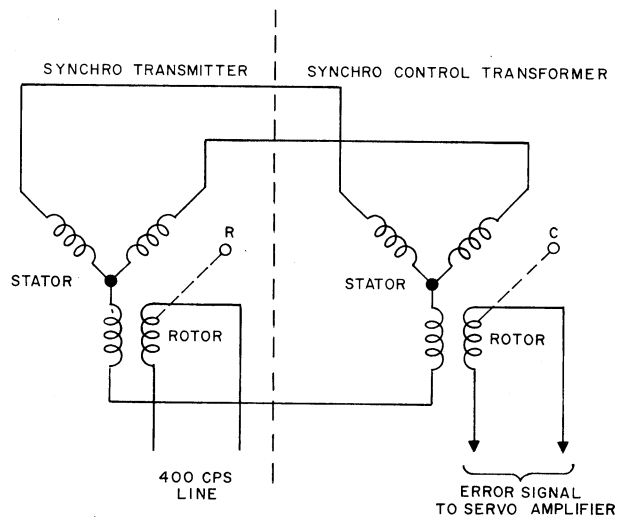 SYNCHRO TRANSMITTER
SYNCHRO CONTROL TRANSFORMER
R
C
STATOR
STATOR
ROTOR
ROTOR
400 CPS
LINE
ERROR SIGNAL
TO SERVO AMPLIFIER